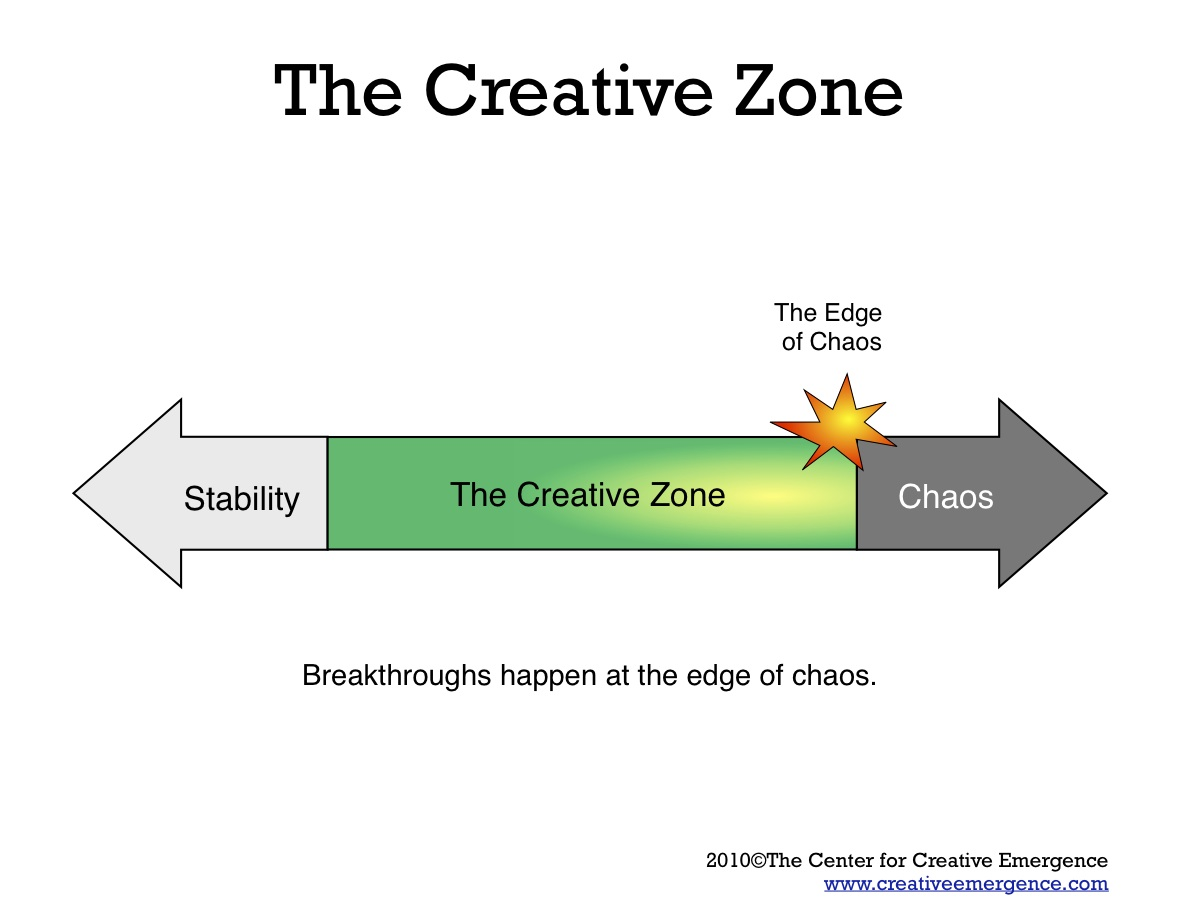 The Creative Zone
The Edge
of Chaos
Stability
The Creative Zone
Chaos
Breakthroughs happen at the edge of chaos.
2010©The Center for Creative Emergence
www.creativeemergence.com